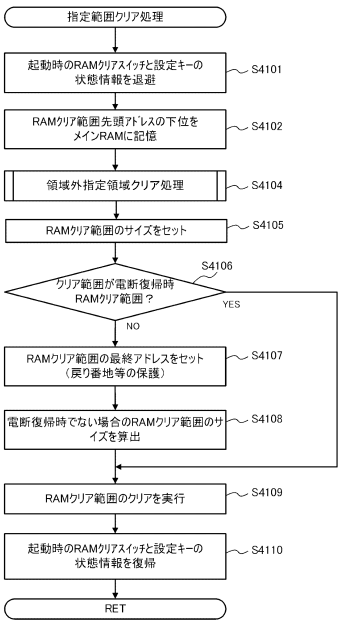 指定範囲クリア処理
起動時のRAMクリアスイッチと設定キーの
状態情報を退避
S4101
RAMクリア範囲先頭アドレスの下位を
メインRAMに記憶
S4102
領域外指定領域クリア処理
S4104
RAMクリア範囲のサイズをセット
S4105
S4106
クリア範囲が電断復帰時
RAMクリア範囲？
YES
NO
RAMクリア範囲の最終アドレスをセット
（戻り番地等の保護）
S4107
電断復帰時でない場合のRAMクリア範囲のサ
イズを算出
S4108
RAMクリア範囲のクリアを実行
S4109
起動時のRAMクリアスイッチと設定キーの
状態情報を復帰
S4110
RET